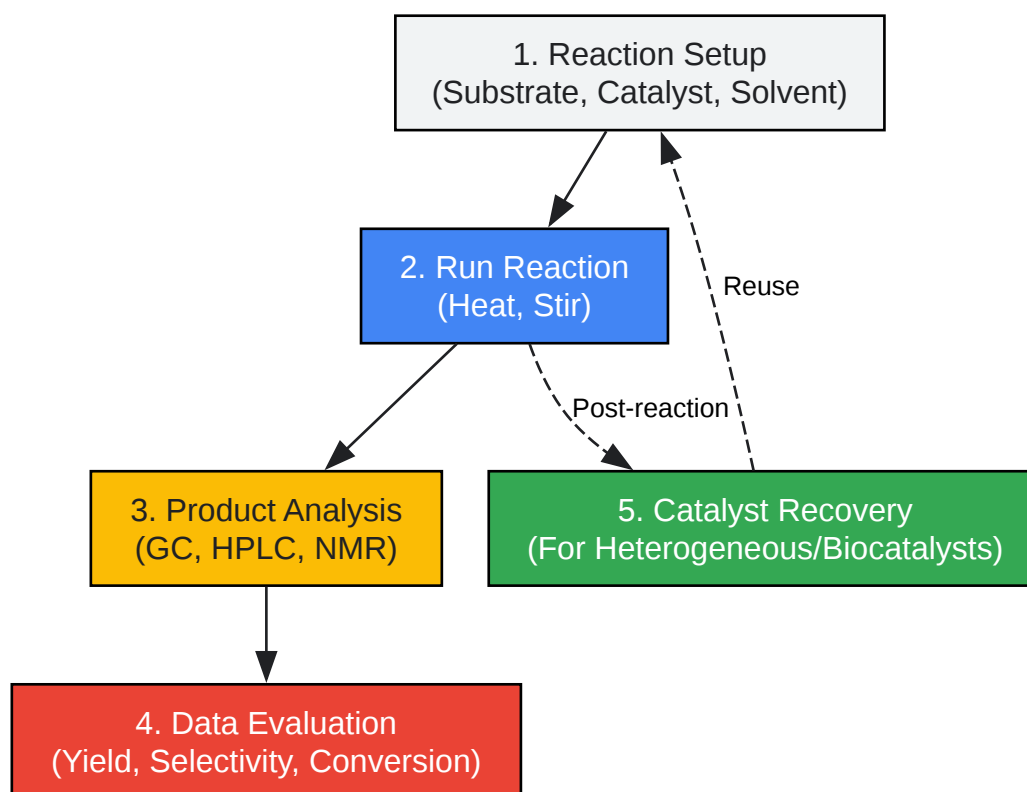 1. Reaction Setup
(Substrate, Catalyst, Solvent)
2. Run Reaction
(Heat, Stir)
Reuse
Post-reaction
3. Product Analysis
(GC, HPLC, NMR)
5. Catalyst Recovery
(For Heterogeneous/Biocatalysts)
4. Data Evaluation
(Yield, Selectivity, Conversion)